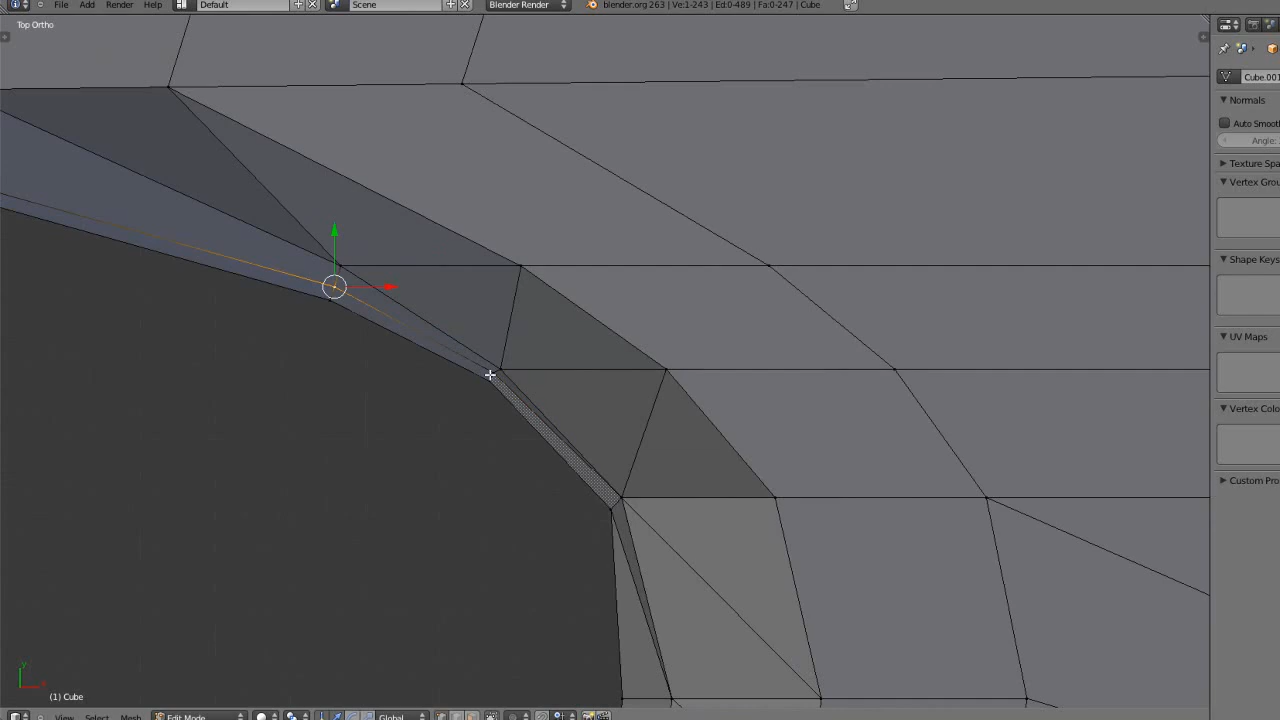 File Add Render Help Default Scene Blender Render blender.org 263 | Ve:1-243 | Ed:0-489 | Fa:0-247 | Cube
Top Ortho
Cube.001
Normals
Auto Smoot
Angle:
Texture Spa
Vertex Grou
Shape Keys
UV Maps
Vertex Colo
Custom Pro
y
x
(1) Cube
View Select Mesh Edit Mode Global